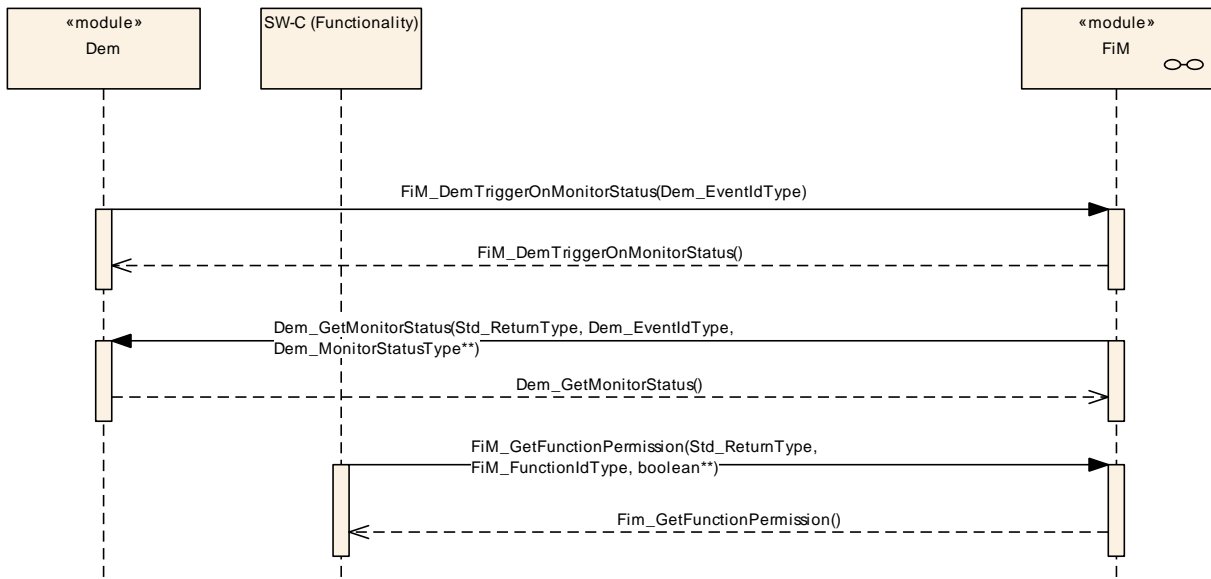 «module»
Dem
SW-C (Functionality)
«module»
FiM
FiM_DemTriggerOnMonitorStatus(Dem_EventIdType)
FiM_DemTriggerOnMonitorStatus()
Dem_GetMonitorStatus(Std_ReturnType, Dem_EventIdType,
Dem_MonitorStatusType**)
Dem_GetMonitorStatus()
FiM_GetFunctionPermission(Std_ReturnType,
FiM_FunctionIdType, boolean**)
Fim_GetFunctionPermission()